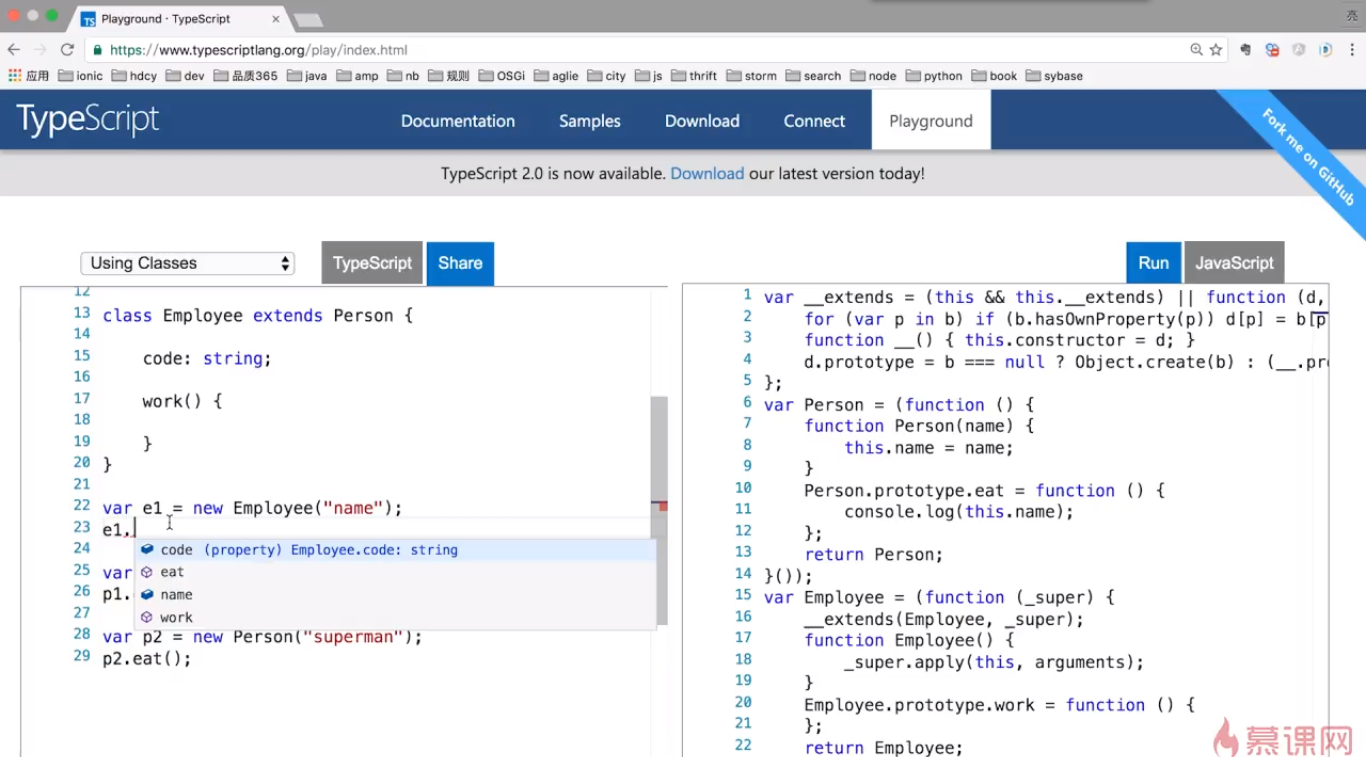 Playground · TypeScript
亮
https://www.typescriptlang.org/play/index.html
应用 ionic hdcy dev 品质365 java amp nb 规则 OSGi aglie city js thrift storm search node python book sybase
TypeScript Documentation Samples Download Connect Playground
Fork me on GitHub
TypeScript 2.0 is now available. Download our latest version today!
Using Classes TypeScript Share
Run JavaScript
12
13 class Employee extends Person {
14
15 code: string;
16
17 work() {
18
19 }
20 }
21
22 var e1 = new Employee("name");
23 e1.
24
25 var
26 p1.
27
28 var p2 = new Person("superman");
29 p2.eat();
code (property) Employee.code: string
eat
name
work
1 var __extends = (this && this.__extends) || function (d,
2 for (var p in b) if (b.hasOwnProperty(p)) d[p] = b[p
3 function __() { this.constructor = d; }
4 d.prototype = b === null ? Object.create(b) : (__.pro
5 };
6 var Person = (function () {
7 function Person(name) {
8 this.name = name;
9 }
10 Person.prototype.eat = function () {
11 console.log(this.name);
12 };
13 return Person;
14 }());
15 var Employee = (function (_super) {
16 __extends(Employee, _super);
17 function Employee() {
18 _super.apply(this, arguments);
19 }
20 Employee.prototype.work = function () {
21 };
22 return Employee;
慕课网